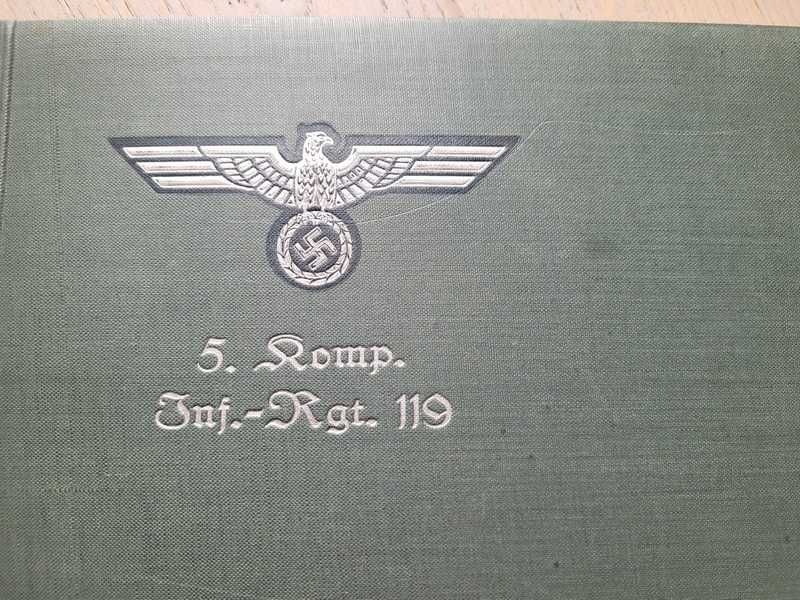 5. Komp.
Inf.-Rgt. 119